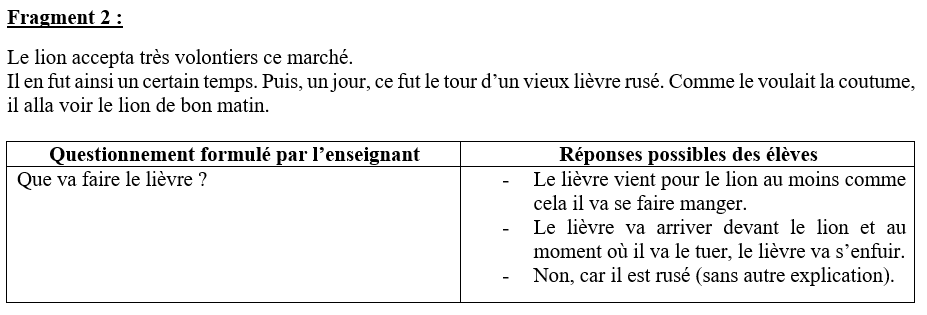 Fragment 2 :
Le lion accepta très volontiers ce marché.
Il en fut ainsi un certain temps. Puis, un jour, ce fut le tour d’un vieux lièvre rusé. Comme le voulait la coutume,
il alla voir le lion de bon matin.
Questionnement formulé par l’enseignant
Réponses possibles des élèves
Que va faire le lièvre ?
- Le lièvre vient pour le lion au moins comme
cela il va se faire manger.
- Le lièvre va arriver devant le lion et au
moment où il va le tuer, le lièvre va s’enfuir.
- Non, car il est rusé (sans autre explication).